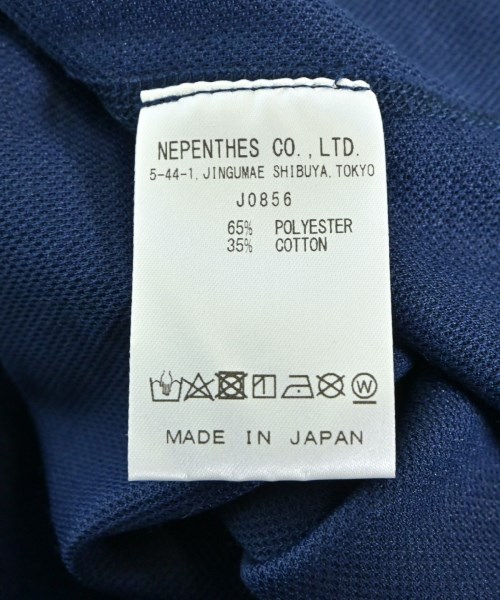 NEPENTHES CO.,LTD.
5-44-1, JINGUMAE SHIBUYA, TOKYO
J0856
65% POLYESTER
35% COTTON
W
MADE IN JAPAN